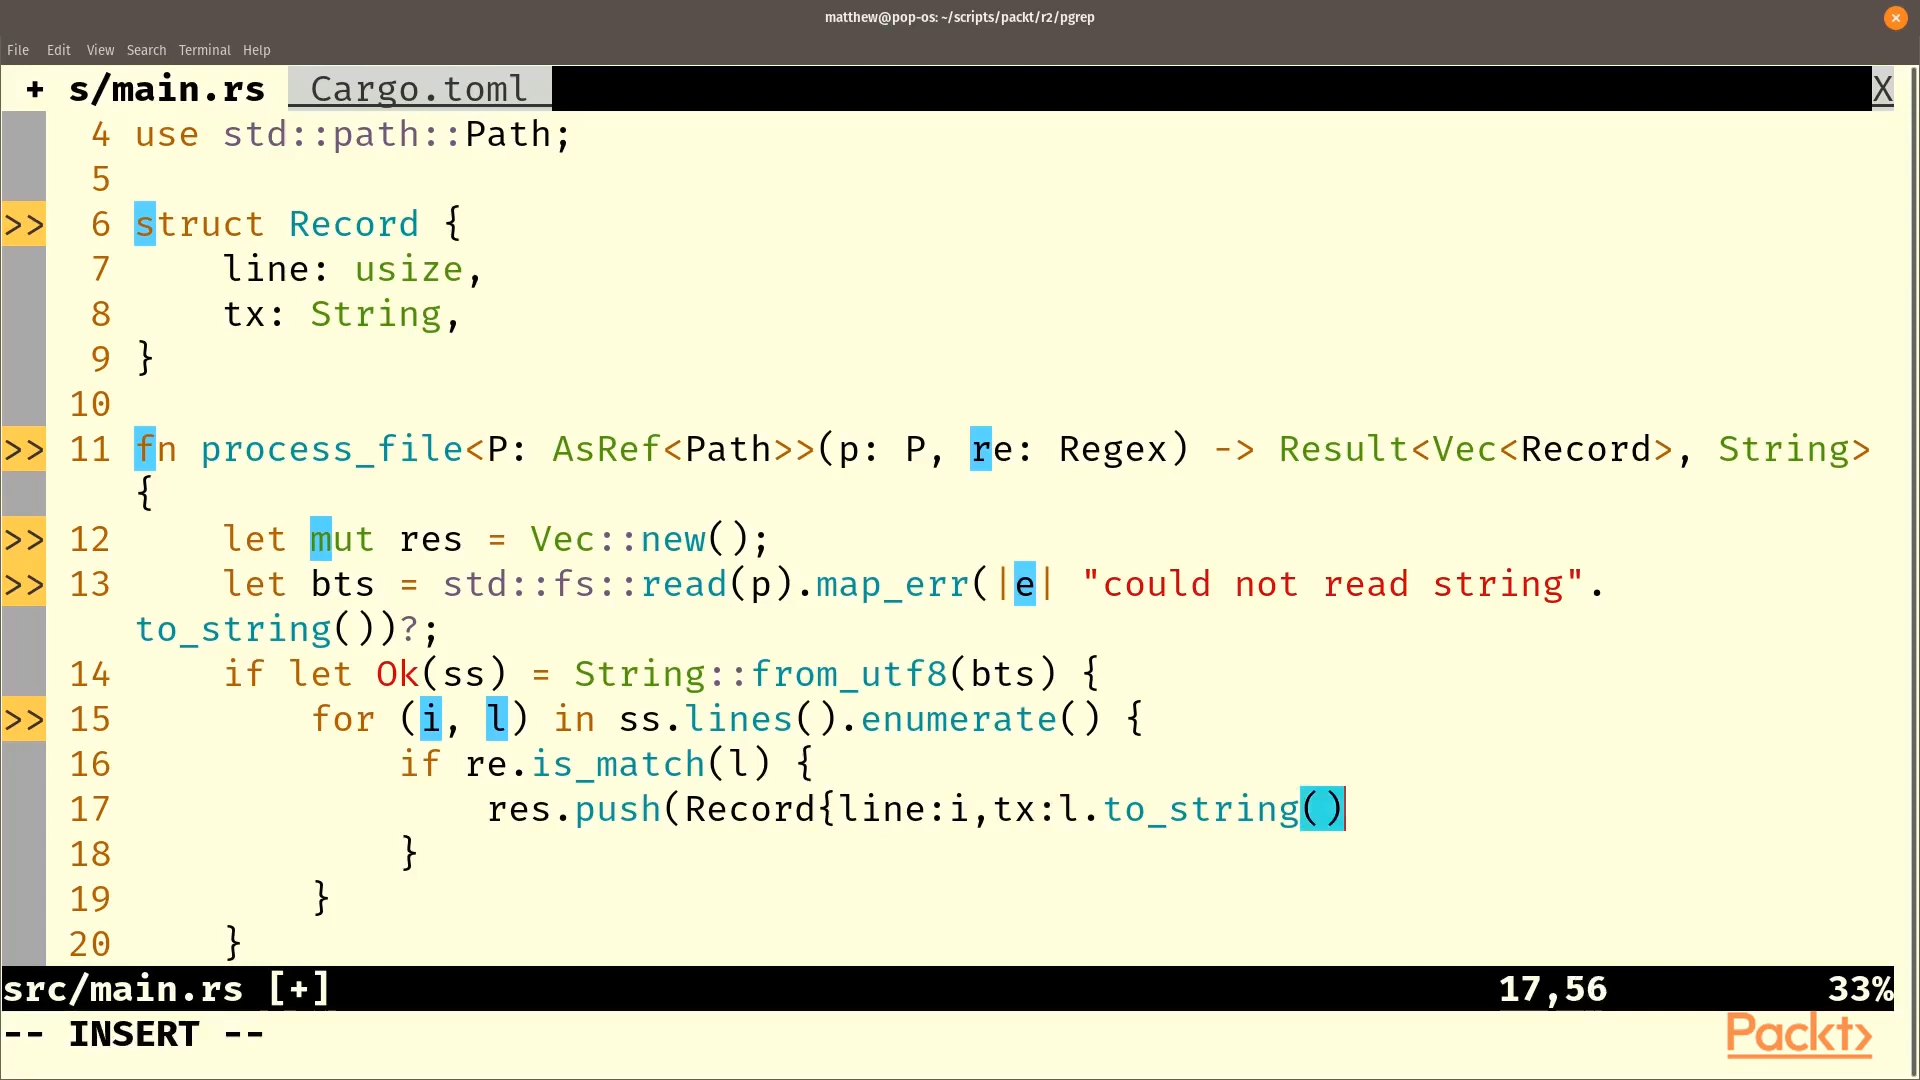 matthew@pop-os: ~/scripts/packt/r2/pgrep
File Edit View Search Terminal Help
+ s/main.rs Cargo.toml X
4 use std::path::Path;
5
>> 6 struct Record {
7     line: usize,
8     tx: String,
9 }
10
>> 11 fn process_file<P: AsRef<Path>>(p: P, re: Regex) -> Result<Vec<Record>, String>
{
>> 12     let mut res = Vec::new();
>> 13     let bts = std::fs::read(p).map_err(|e| "could not read string".
to_string())?;
14     if let Ok(ss) = String::from_utf8(bts) {
>> 15         for (i, l) in ss.lines().enumerate() {
16             if re.is_match(l) {
17                 res.push(Record{line:i,tx:l.to_string()
18             }
19         }
20     }
src/main.rs [+] 17,56 33%
-- INSERT --
Packt>